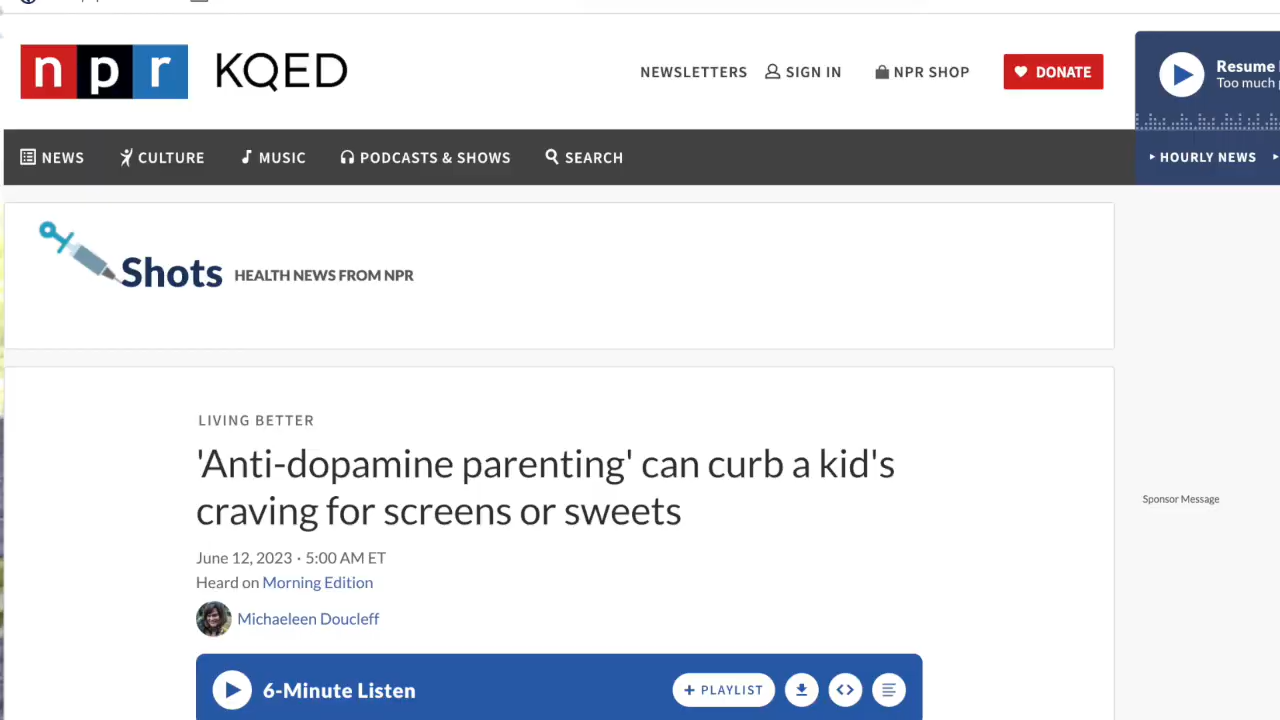 npr KQED
NEWSLETTERS SIGN IN NPR SHOP DONATE
Resume
Too much
NEWS CULTURE MUSIC PODCASTS & SHOWS SEARCH
HOURLY NEWS
Shots HEALTH NEWS FROM NPR
LIVING BETTER
'Anti-dopamine parenting' can curb a kid's
craving for screens or sweets
Sponsor Message
June 12, 2023 · 5:00 AM ET
Heard on Morning Edition
Michaeleen Doucleff
6-Minute Listen
+ PLAYLIST